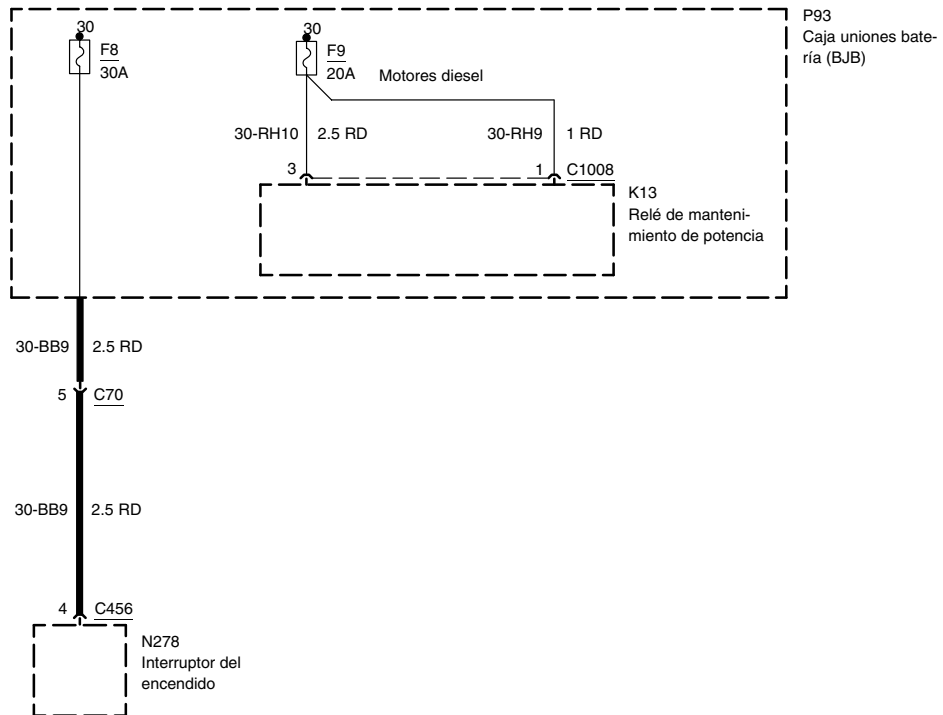 P93
Caja uniones bate-
ría (BJB)
30
F8
30A
30
F9
20A
Motores diesel
30-RH10
2.5 RD
30-RH9
1 RD
3
1
C1008
K13
Relé de manteni-
miento de potencia
30-BB9
2.5 RD
5
C70
30-BB9
2.5 RD
4
C456
N278
Interruptor del
encendido